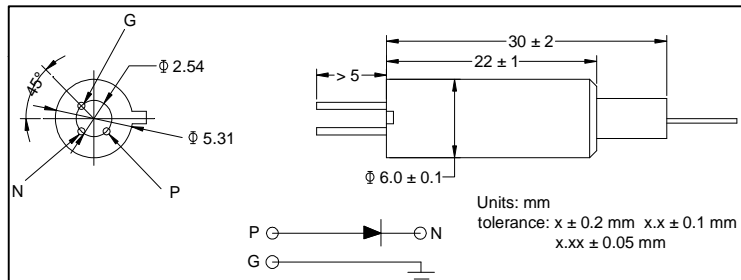 G
30 ± 2
22 ± 1
> 5
Φ 2.54
45°
Φ 5.31
N
P
Φ 6.0 ± 0.1
Units: mm
tolerance: x ± 0.2 mm x.x ± 0.1 mm
x.xx ± 0.05 mm
P
N
G